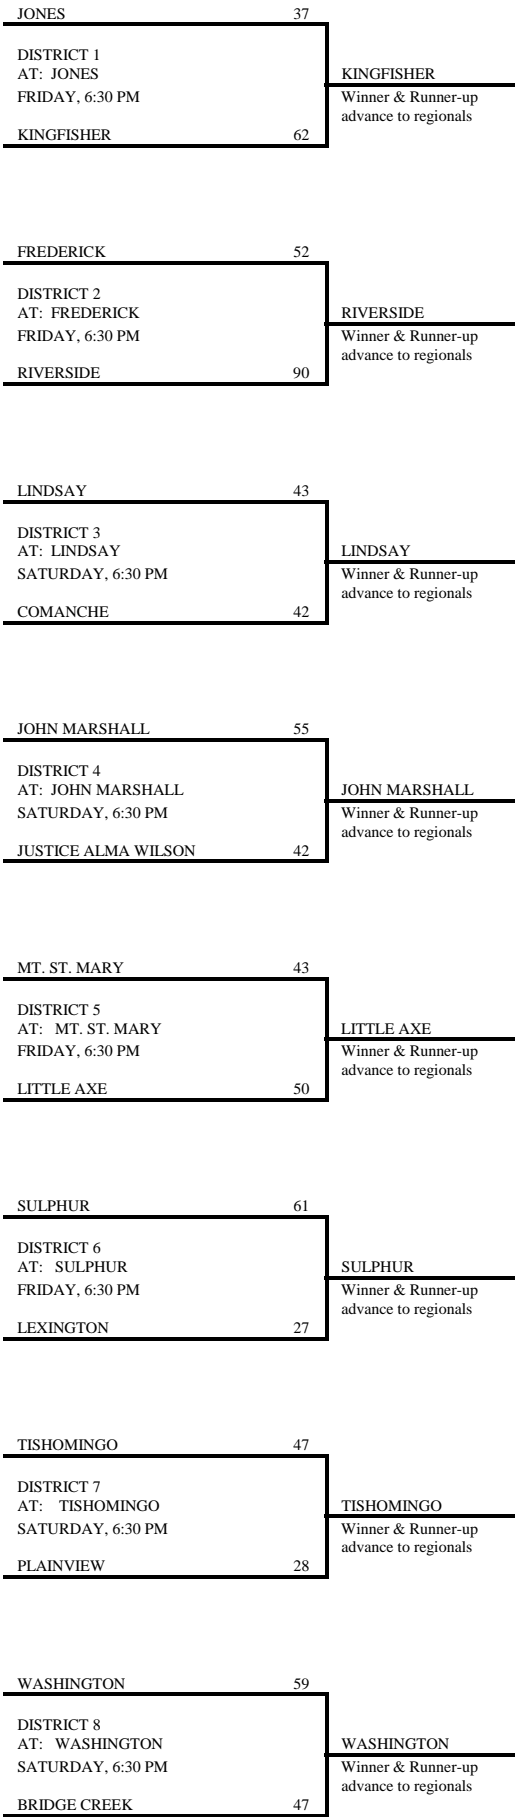 JONES 37
DISTRICT 1
AT: JONES
KINGFISHER
FRIDAY, 6:30 PM
Winner & Runner-up
advance to regionals
KINGFISHER 62
FREDERICK 52
DISTRICT 2
AT: FREDERICK
RIVERSIDE
FRIDAY, 6:30 PM
Winner & Runner-up
advance to regionals
RIVERSIDE 90
LINDSAY 43
DISTRICT 3
AT: LINDSAY
LINDSAY
SATURDAY, 6:30 PM
Winner & Runner-up
advance to regionals
COMANCHE 42
JOHN MARSHALL 55
DISTRICT 4
AT: JOHN MARSHALL
JOHN MARSHALL
SATURDAY, 6:30 PM
Winner & Runner-up
advance to regionals
JUSTICE ALMA WILSON 42
MT. ST. MARY 43
DISTRICT 5
AT: MT. ST. MARY
LITTLE AXE
FRIDAY, 6:30 PM
Winner & Runner-up
advance to regionals
LITTLE AXE 50
SULPHUR 61
DISTRICT 6
AT: SULPHUR
SULPHUR
FRIDAY, 6:30 PM
Winner & Runner-up
advance to regionals
LEXINGTON 27
TISHOMINGO 47
DISTRICT 7
AT: TISHOMINGO
TISHOMINGO
SATURDAY, 6:30 PM
Winner & Runner-up
advance to regionals
PLAINVIEW 28
WASHINGTON 59
DISTRICT 8
AT: WASHINGTON
WASHINGTON
SATURDAY, 6:30 PM
Winner & Runner-up
advance to regionals
BRIDGE CREEK 47